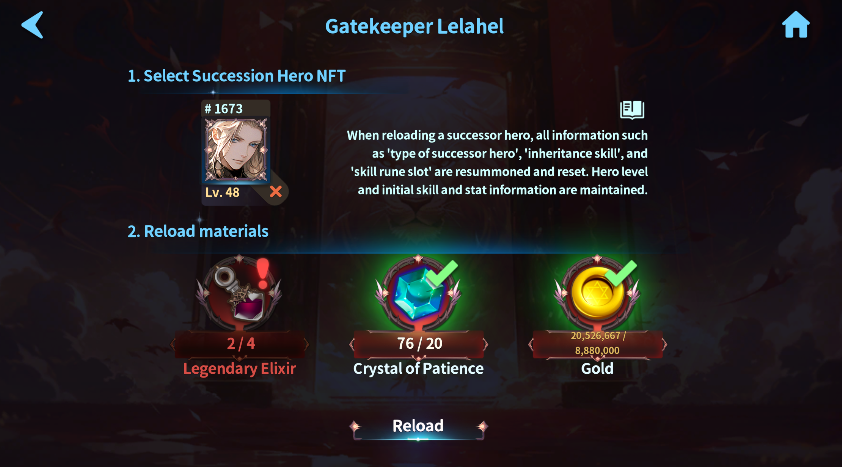 Gatekeeper Lelahel
1. Select Succession Hero NFT
# 1673
Lv. 48
When reloading a successor hero, all information such
as 'type of successor hero', 'inheritance skill', and
'skill rune slot' are resummoned and reset. Hero level
and initial skill and stat information are maintained.
2. Reload materials
2 / 4
Legendary Elixir
76 / 20
Crystal of Patience
20,526,667 /
8,880,000
Gold
Reload